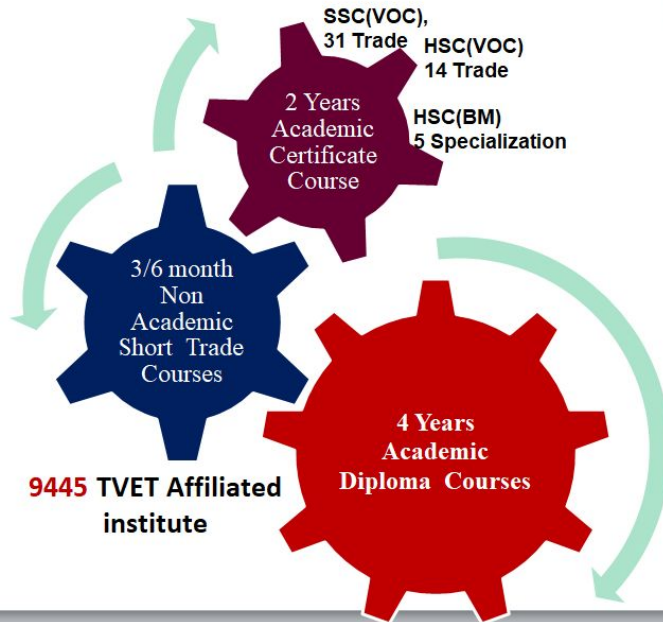 SSC(VOC),
31 Trade
HSC(VOC)
14 Trade
HSC(BM)
5 Specialization
2 Years
Academic
Certificate
Course
3/6 month
Non
Academic
Short Trade
Courses
4 Years
Academic
Diploma Courses
9445 TVET Affiliated
institute